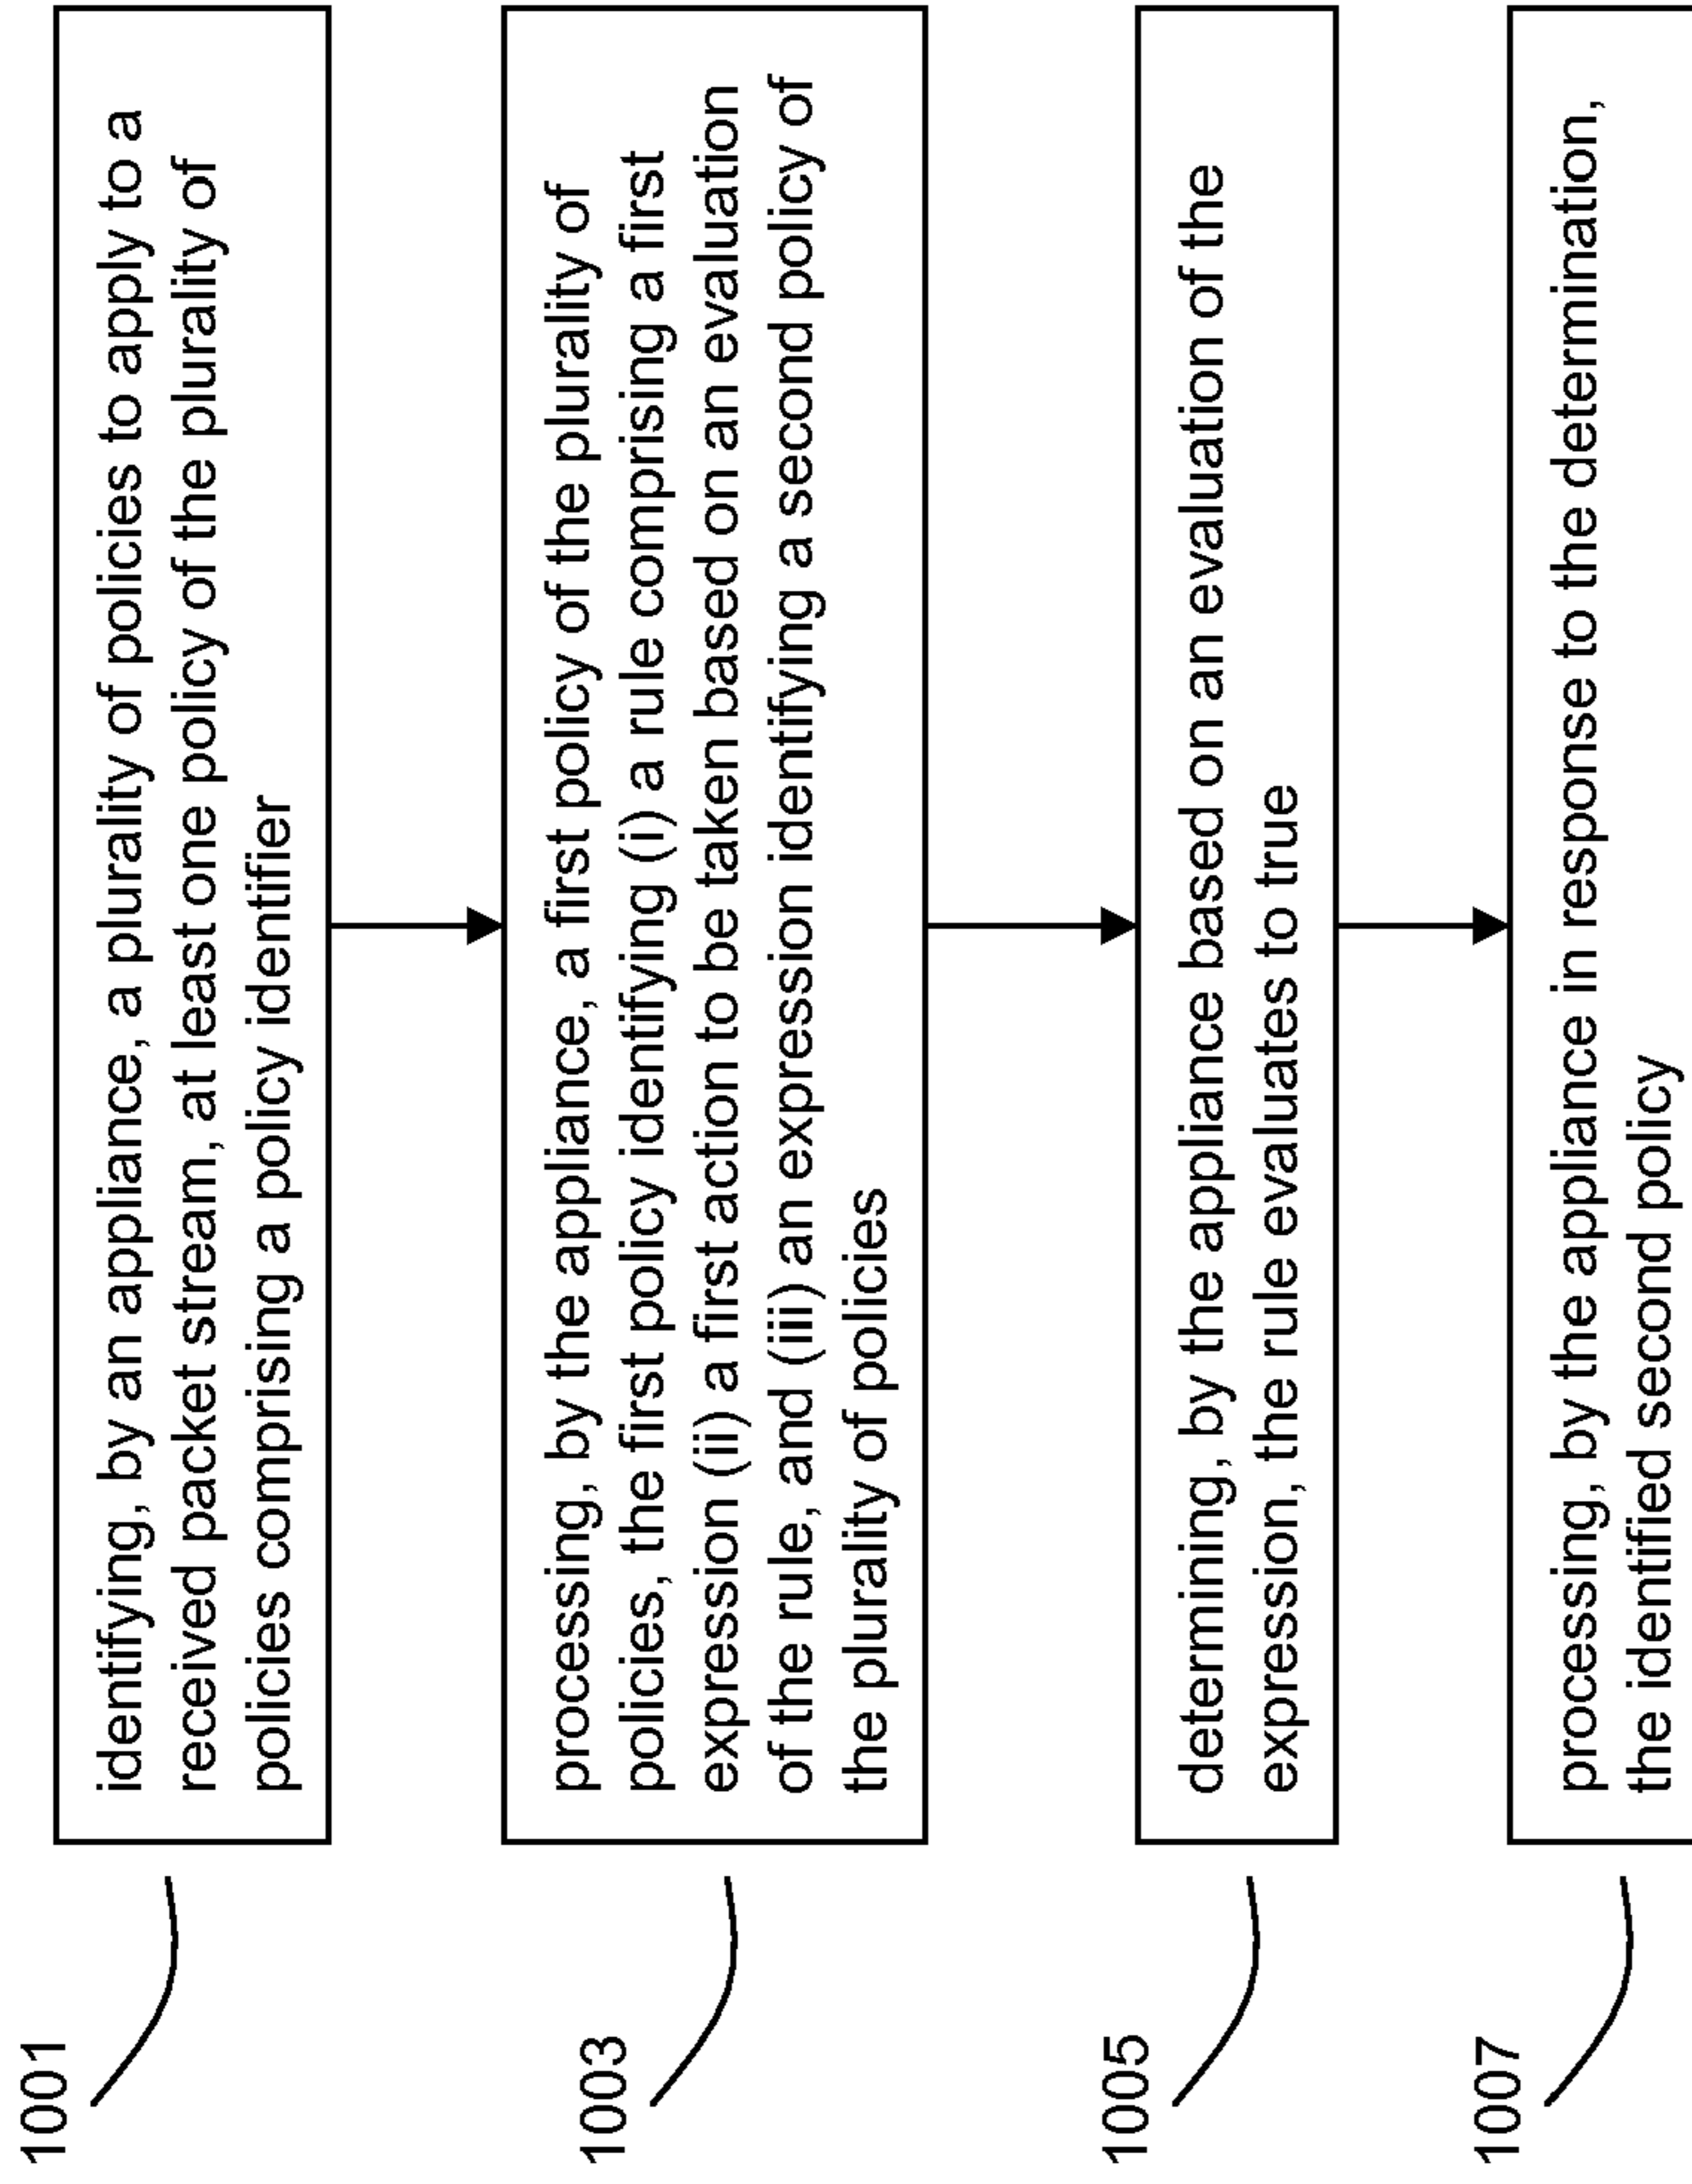 1001
identifying, by an appliance, a plurality of policies to apply to a
received packet stream, at least one policy of the plurality of
policies comprising a policy identifier
1003
processing, by the appliance, a first policy of the plurality of
policies, the first policy identifying (i) a rule comprising a first
expression (ii) a first action to be taken based on an evaluation
of the rule, and (iii) an expression identifying a second policy of
the plurality of policies
1005
determining, by the appliance based on an evaluation of the
expression, the rule evaluates to true
1007
processing, by the appliance in response to the determination,
the identified second policy